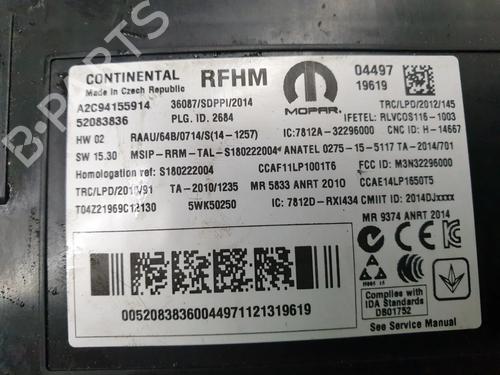 CONTINENTAL RFHM MOPAR 04497
Made in Czech Republic 19619
A2C94155914 36087/SDPPI/2014 TRC/LPD/2012/145
52083836 PLG. ID. 2684 IFETEL: RLVCOS116-1003
HW 02 RAAU/64B/0714/S(14-1257) IC:7812A-32296000 CNC ID: H-14667
SW 15.30 MSIP-RRM-TAL-S180222004 ANATEL 0275-15-5117 TA-2014/701
Homologation ref: S180222004 CCAF11LP1001T6 FCC ID: M3N32296000
TRC/LPD/2010/91 TA-2010/1235 MR 5833 ANRT 2010 CCAE14LP1650T5
T04Z21969C12130 5WK50250 IC: 7812D-RXI434 CMIIT ID: 2014DJxxxx
MR 9374 ANRT 2014
Complies with
IDA Standards
DB01752
See Service Manual
00520838360044971121319619
B-PARTS